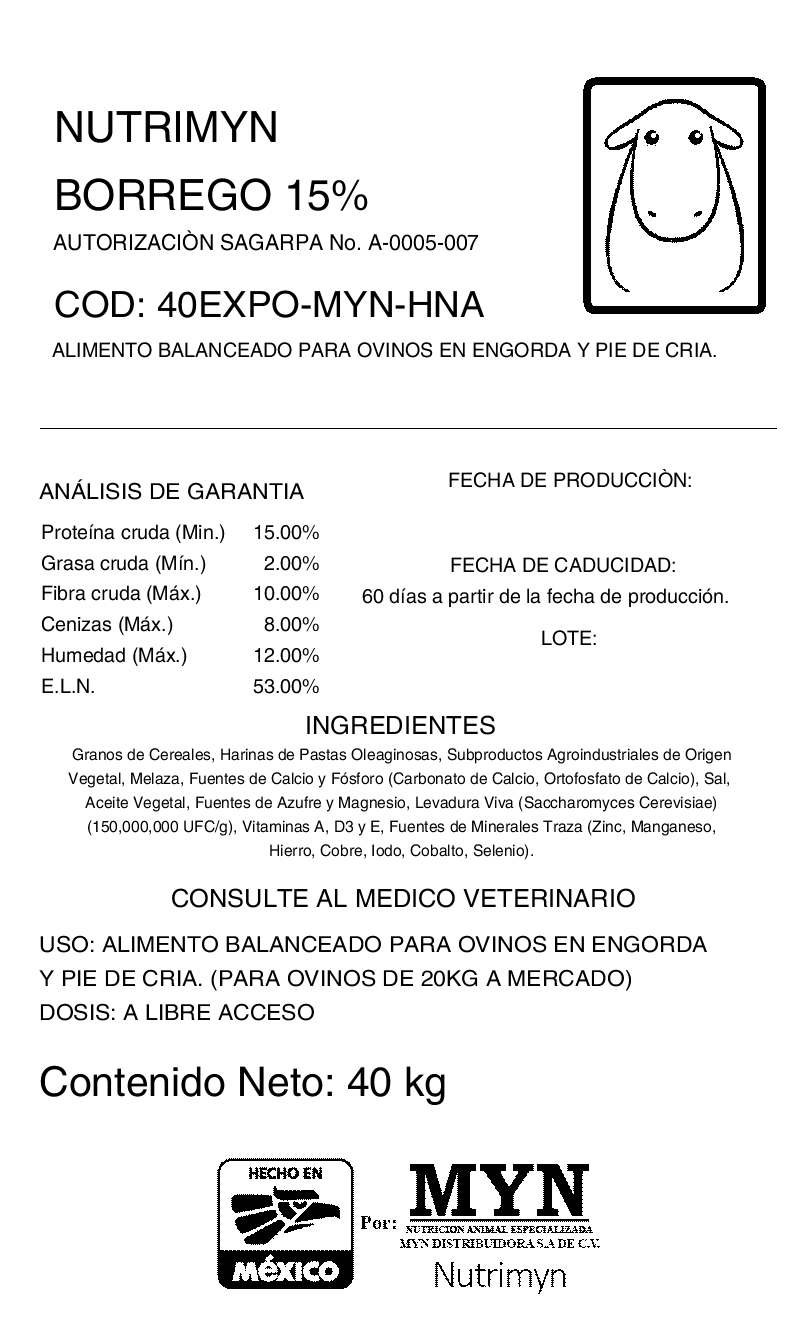 NUTRIMYN
BORREGO 15%
AUTORIZACIÒN SAGARPA No. A-0005-007
COD: 40EXPO-MYN-HNA
ALIMENTO BALANCEADO PARA OVINOS EN ENGORDA Y PIE DE CRIA.
ANÁLISIS DE GARANTIA
Proteína cruda (Min.) 15.00%
Grasa cruda (Mín.) 2.00%
Fibra cruda (Máx.) 10.00%
Cenizas (Máx.) 8.00%
Humedad (Máx.) 12.00%
E.L.N. 53.00%
FECHA DE PRODUCCIÒN:
FECHA DE CADUCIDAD:
60 días a partir de la fecha de producción.
LOTE:
INGREDIENTES
Granos de Cereales, Harinas de Pastas Oleaginosas, Subproductos Agroindustriales de Origen
Vegetal, Melaza, Fuentes de Calcio y Fósforo (Carbonato de Calcio, Ortofosfato de Calcio), Sal,
Aceite Vegetal, Fuentes de Azufre y Magnesio, Levadura Viva (Saccharomyces Cerevisiae)
(150,000,000 UFC/g), Vitaminas A, D3 y E, Fuentes de Minerales Traza (Zinc, Manganeso,
Hierro, Cobre, Iodo, Cobalto, Selenio).
CONSULTE AL MEDICO VETERINARIO
USO: ALIMENTO BALANCEADO PARA OVINOS EN ENGORDA
Y PIE DE CRIA. (PARA OVINOS DE 20KG A MERCADO)
DOSIS: A LIBRE ACCESO
Contenido Neto: 40 kg
HECHO EN
MéXICO
Por:
MYN
NUTRICION ANIMAL ESPECIALIZADA
MYN DISTRIBUIDORA S.A DE C.V.
Nutrimyn